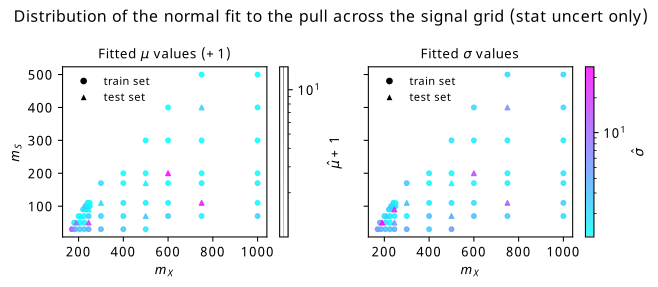 Distribution of the normal fit to the pull across the signal grid (stat uncert only)
Fitted μ values (+ 1)
Fitted σ values
train set
test set
train set
test set
500
400
300
200
100
m_S
200
400
600
800
1000
m_X
10^1
μ̂ + 1
200
400
600
800
1000
m_X
10^1
σ̂